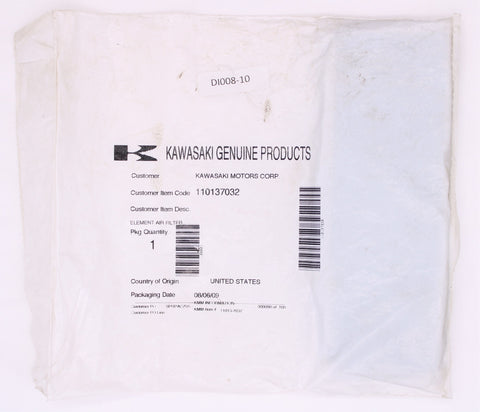 DI008-10
KAWASAKI GENUINE PRODUCTS
Customer KAWASAKI MOTORS CORP
Customer Item Code 110137032
Customer Item Desc.
ELEMENT AIR FILTER
Pkg Quantity
1
Country of Origin UNITED STATES
Packaging Date 08/06/09